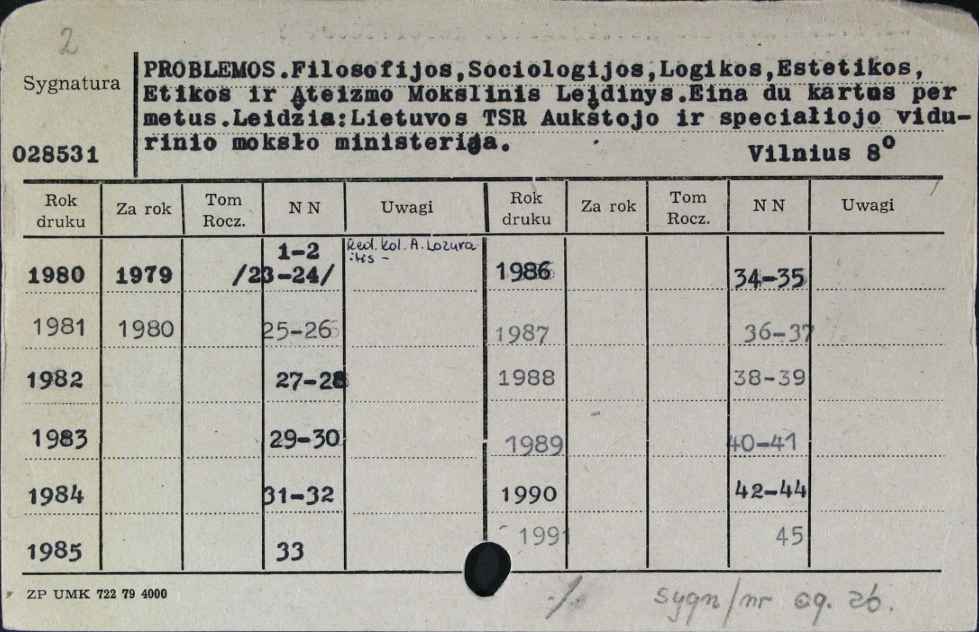 2
Sygnatura
028531
PROBLEMOS.Filosofijos,Sociologijos,Logikos,Estetikos,
Etikos ir Ateizmo Mokslinis Leidinys.Eina du kartus per
metus.Leidžia:Lietuvos TSR Aukštojo ir specialiojo vidu-
rinio mokslo ministerija.
Vilnius 8°
Rok druku Za rok Tom Rocz. NN Uwagi Rok druku Za rok Tom Rocz. NN Uwagi
1980 1979 1-2 /23-24/ Red. kol. A. 1986 34-35
1981 1980 25-26 1987 36-37
1982 27-28 1988 38-39
1983 29-30 1989 40-41
1984 31-32 1990 42-44
1985 33 1991 45
ZP UMK 722 79 4000
sygn/nr